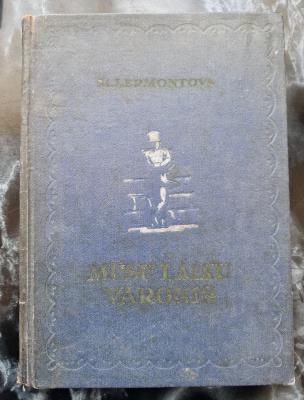 M. LERMONTOVS
MŪSU LAIKU
VARONIS